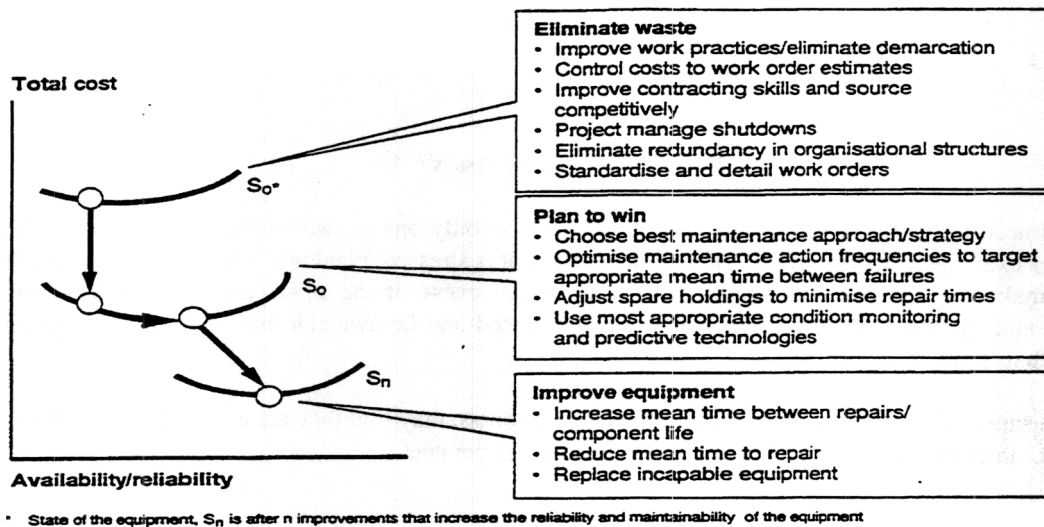 Total cost
S₀*
S₀
Sₙ
Availability/reliability
Eliminate waste
• Improve work practices/eliminate demarcation
• Control costs to work order estimates
• Improve contracting skills and source
competitively
• Project manage shutdowns
• Eliminate redundancy in organisational structures
• Standardise and detail work orders
Plan to win
• Choose best maintenance approach/strategy
• Optimise maintenance action frequencies to target
appropriate mean time between failures
• Adjust spare holdings to minimise repair times
• Use most appropriate condition monitoring
and predictive technologies
Improve equipment
• Increase mean time between repairs/
component life
• Reduce mean time to repair
• Replace incapable equipment
* State of the equipment, Sₙ is after n improvements that increase the reliability and maintainability of the equipment